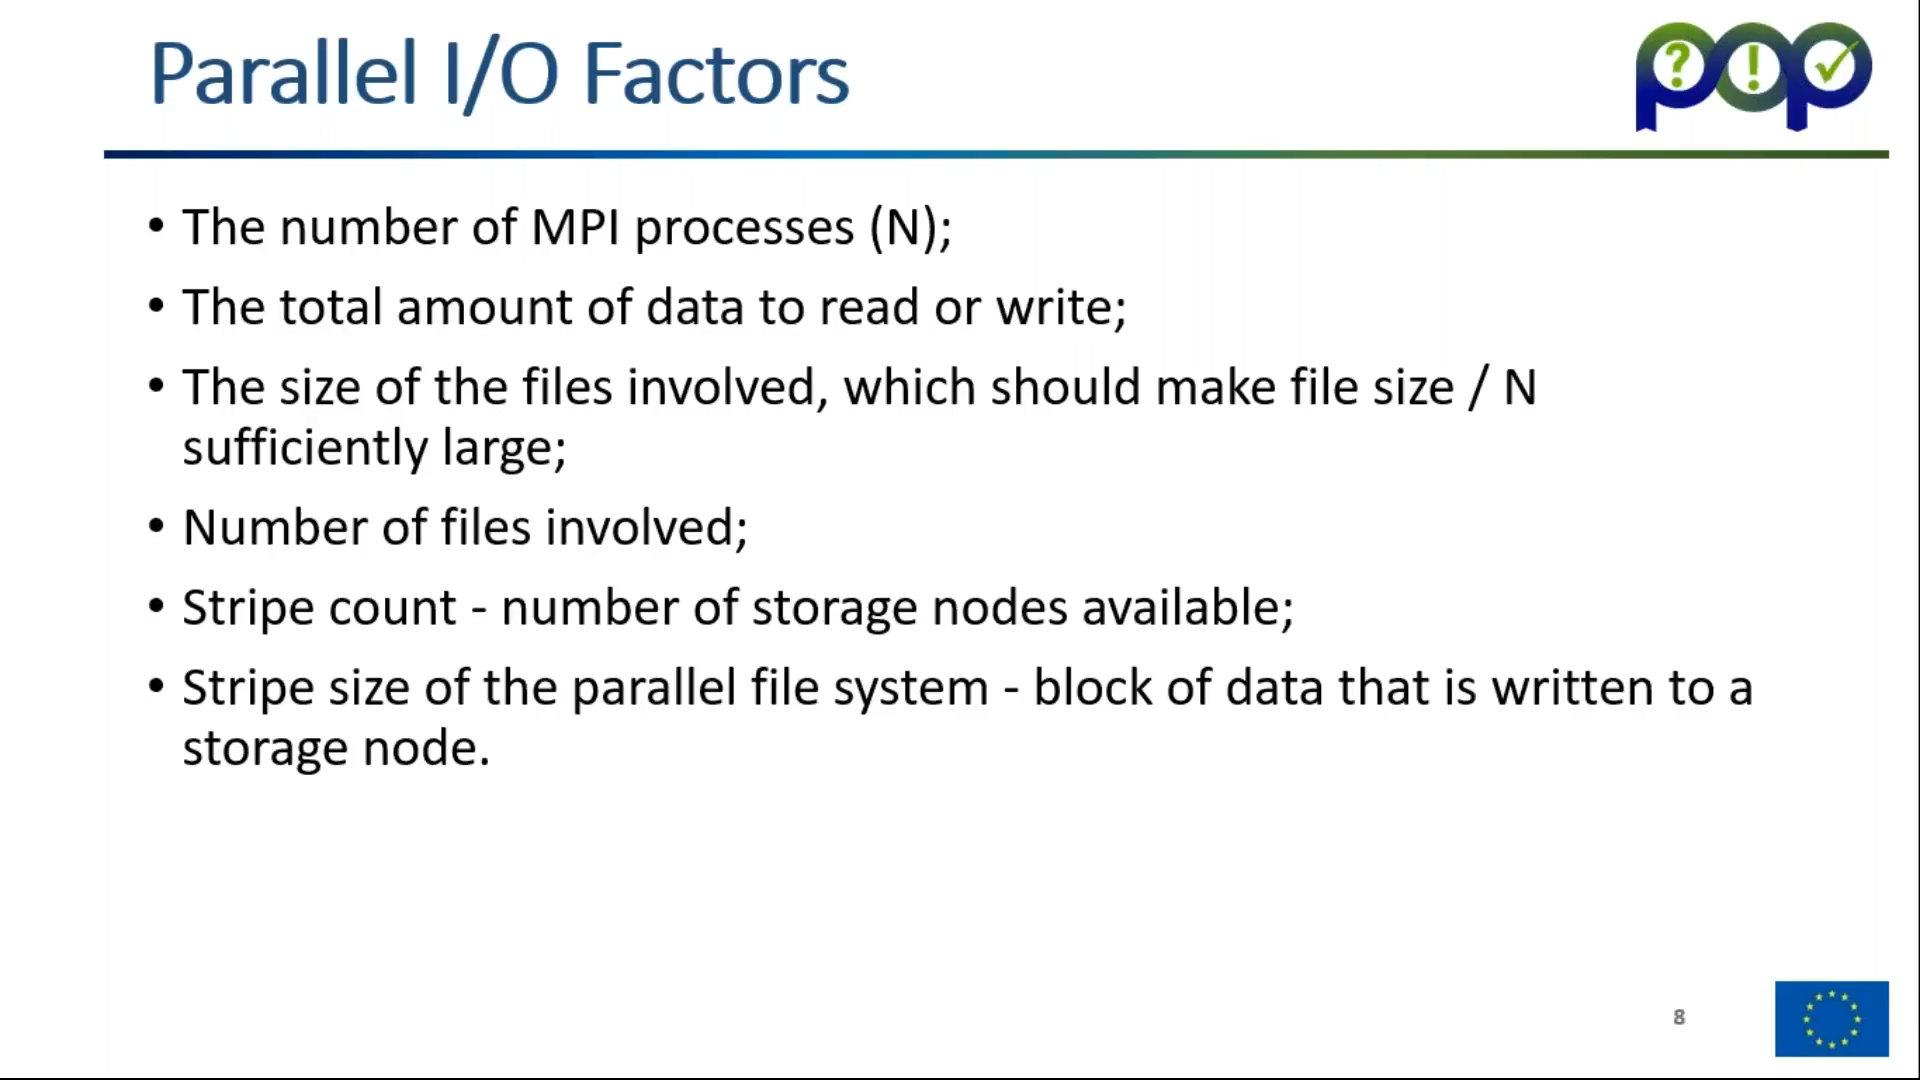 Parallel I/O Factors
pop
• The number of MPI processes (N);
• The total amount of data to read or write;
• The size of the files involved, which should make file size / N
sufficiently large;
• Number of files involved;
• Stripe count - number of storage nodes available;
• Stripe size of the parallel file system - block of data that is written to a
storage node.
8